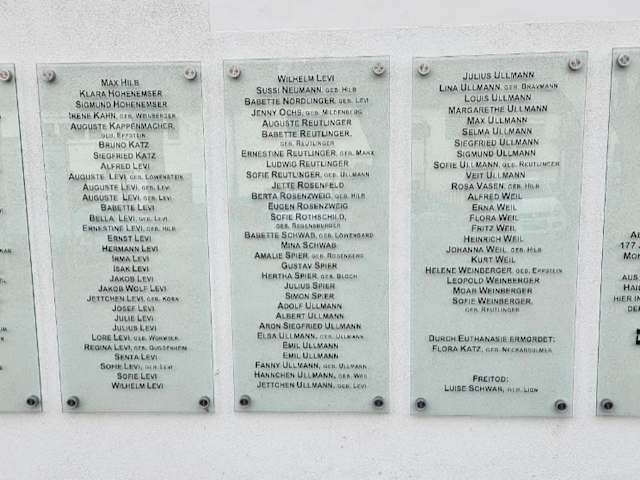 MAX HILB
KLARA HOHENEMSER
SIGMUND HOHENEMSER
IRENE KAHN, GEB. WEINBERGER
AUGUSTE KAPPENMACHER,
GEB. EPPSTEIN
BRUNO KATZ
SIEGFRIED KATZ
ALFRED LEVI
AUGUSTE LEVI, GEB. LÖWENSTEIN
AUGUSTE LEVI, GEB. LEVI
AUGUSTE LEVI, GEB. LEVI
BABETTE LEVI
BELLA LEVI, GEB. LEVI
ERNESTINE LEVI, GEB. HILB
ERNST LEVI
HERMANN LEVI
IRMA LEVI
ISAK LEVI
JAKOB LEVI
JAKOB WOLF LEVI
JETTCHEN LEVI, GEB. KORN
JOSEF LEVI
JULIE LEVI
JULIUS LEVI
LORE LEVI, GEB.
REGINA LEVI, GEB. GUGGENHEIM
SENTA LEVI
SOFIE LEVI, GEB. LEVI
SOFIE LEVI
WILHELM LEVI
WILHELM LEVI
SUSSI NEUMANN, GEB. HILB
BABETTE NÖRDLINGER, GEB. LEVI
JENNY OCHS, GEB. MILDENBERG
AUGUSTE REUTLINGER
BABETTE REUTLINGER,
GEB. REUTLINGER
ERNESTINE REUTLINGER, GEB. MARX
LUDWIG REUTLINGER
SOFIE REUTLINGER, GEB. ULLMANN
JETTE ROSENFELD
BERTA ROSENZWEIG, GEB. HILB
EUGEN ROSENZWEIG
SOFIE ROTHSCHILD,
GEB. REGENSBURGER
BABETTE SCHWAB, GEB. LÖWENGARD
MINA SCHWAB
AMALIE SPIER, GEB. ROSENBERG
GUSTAV SPIER
HERTHA SPIER, GEB. BLOCH
JULIUS SPIER
SIMON SPIER
ADOLF ULLMANN
ALBERT ULLMANN
ARON SIEGFRIED ULLMANN
ELSA ULLMANN, GEB. ULLMANN
EMIL ULLMANN
EMIL ULLMANN
FANNY ULLMANN, GEB. ULLMANN
HANNCHEN ULLMANN, GEB.
JETTCHEN ULLMANN, GEB. LEVI
JULIUS ULLMANN
LINA ULLMANN, GEB. BRAVMANN
LOUIS ULLMANN
MARGARETHE ULLMANN
MAX ULLMANN
SELMA ULLMANN
SIEGFRIED ULLMANN
SIGMUND ULLMANN
SOFIE ULLMANN, GEB. REUTLINGER
VEIT ULLMANN
ROSA VASEN, GEB. HILB
ALFRED WEIL
ERNA WEIL
FLORA WEIL
FRITZ WEIL
HEINRICH WEIL
JOHANNA WEIL, GEB. HILB
KURT WEIL
HELENE WEINBERGER, GEB. EPPSTEIN
LEOPOLD WEINBERGER
MOAR WEINBERGER
SOFIE WEINBERGER,
GEB. REUTLINGER
DURCH EUTHANASIE ERMORDET:
FLORA KATZ, GEB. NECKARSULMER
FREITOD:
LUISE SCHWAB, GEB. LION
177